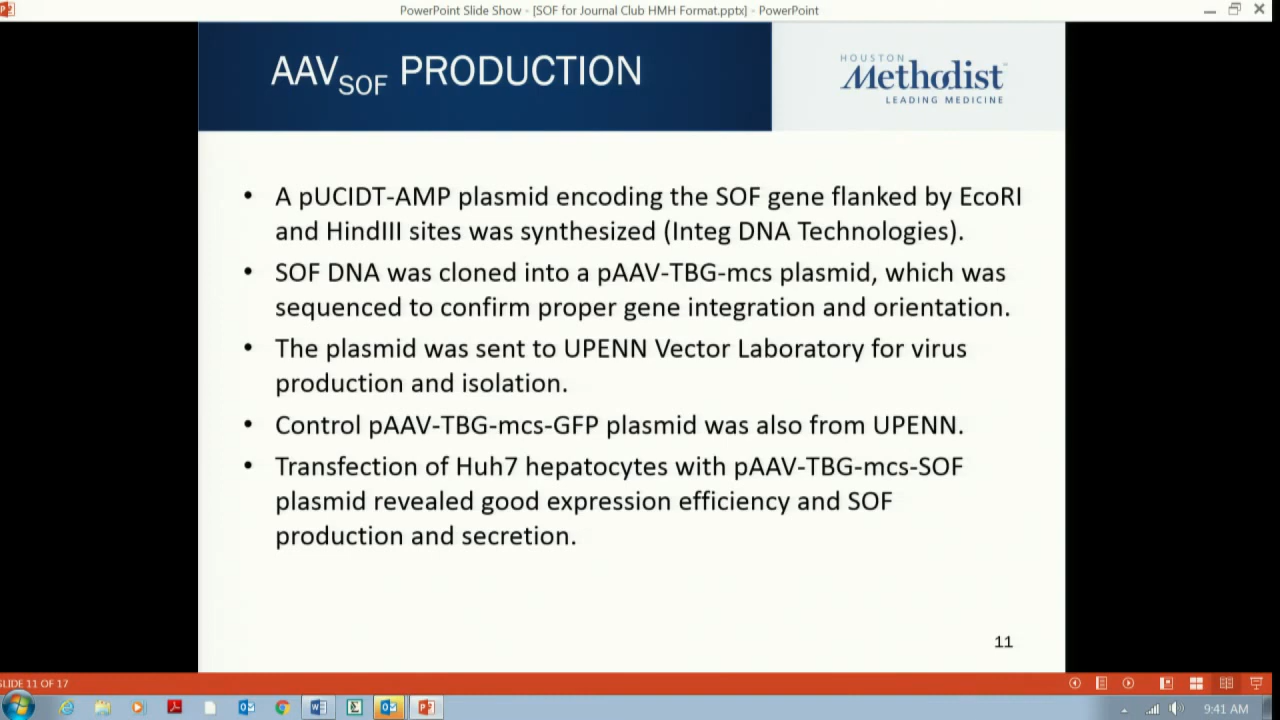 PowerPoint Slide Show - [SOF for Journal Club HMH Format.pptx] - PowerPoint
AAVSOF PRODUCTION
HOUSTON
Methodist
LEADING MEDICINE
• A pUCIDT-AMP plasmid encoding the SOF gene flanked by EcoRI
and HindIII sites was synthesized (Integ DNA Technologies).
• SOF DNA was cloned into a pAAV-TBG-mcs plasmid, which was
sequenced to confirm proper gene integration and orientation.
• The plasmid was sent to UPENN Vector Laboratory for virus
production and isolation.
• Control pAAV-TBG-mcs-GFP plasmid was also from UPENN.
• Transfection of Huh7 hepatocytes with pAAV-TBG-mcs-SOF
plasmid revealed good expression efficiency and SOF
production and secretion.
11
SLIDE 11 OF 17
9:41 AM